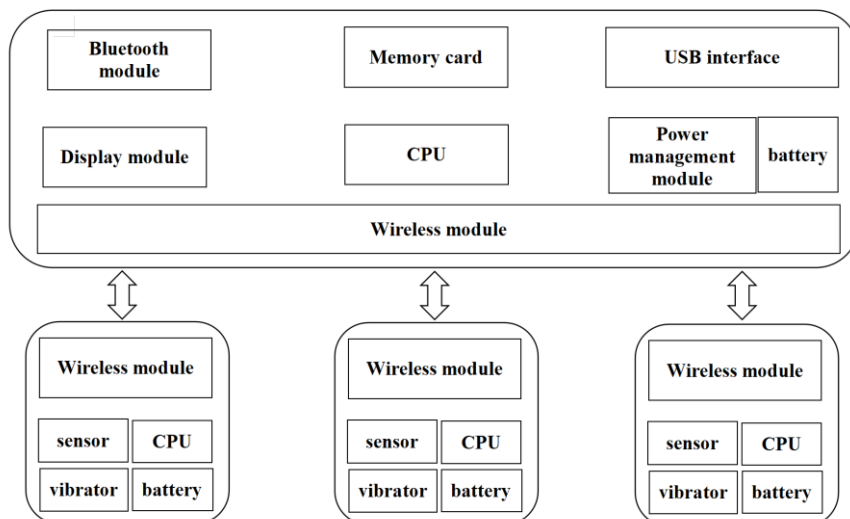 Bluetooth
module
Memory card
USB interface
Display module
CPU
Power
management
module
battery
Wireless module
Wireless module
sensor
CPU
vibrator
battery
Wireless module
sensor
CPU
vibrator
battery
Wireless module
sensor
CPU
vibrator
battery